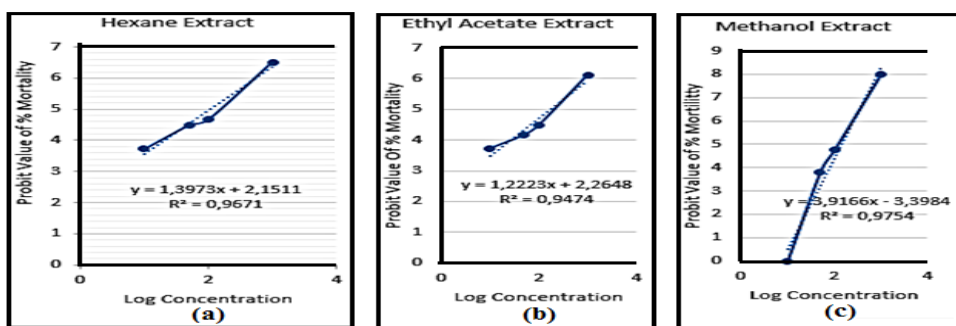 Hexane Extract
Probit Value of % Mortality
7
6
5
4
3
2
1
0
y = 1,3973x + 2,1511
R² = 0,9671
0 2 4
Log Concentration
(a)
Ethyl Acetate Extract
Probit Value Of % Mortality
7
6
5
4
3
2
1
0
y = 1,2223x + 2,2648
R² = 0,9474
0 2 4
Log Concentration
(b)
Methanol Extract
Probit Value of % Mortilitty
9
8
7
6
5
4
3
2
1
0
y = 3,9166x - 3,3984
R² = 0,9754
0 2 4
Log Concentration
(c)